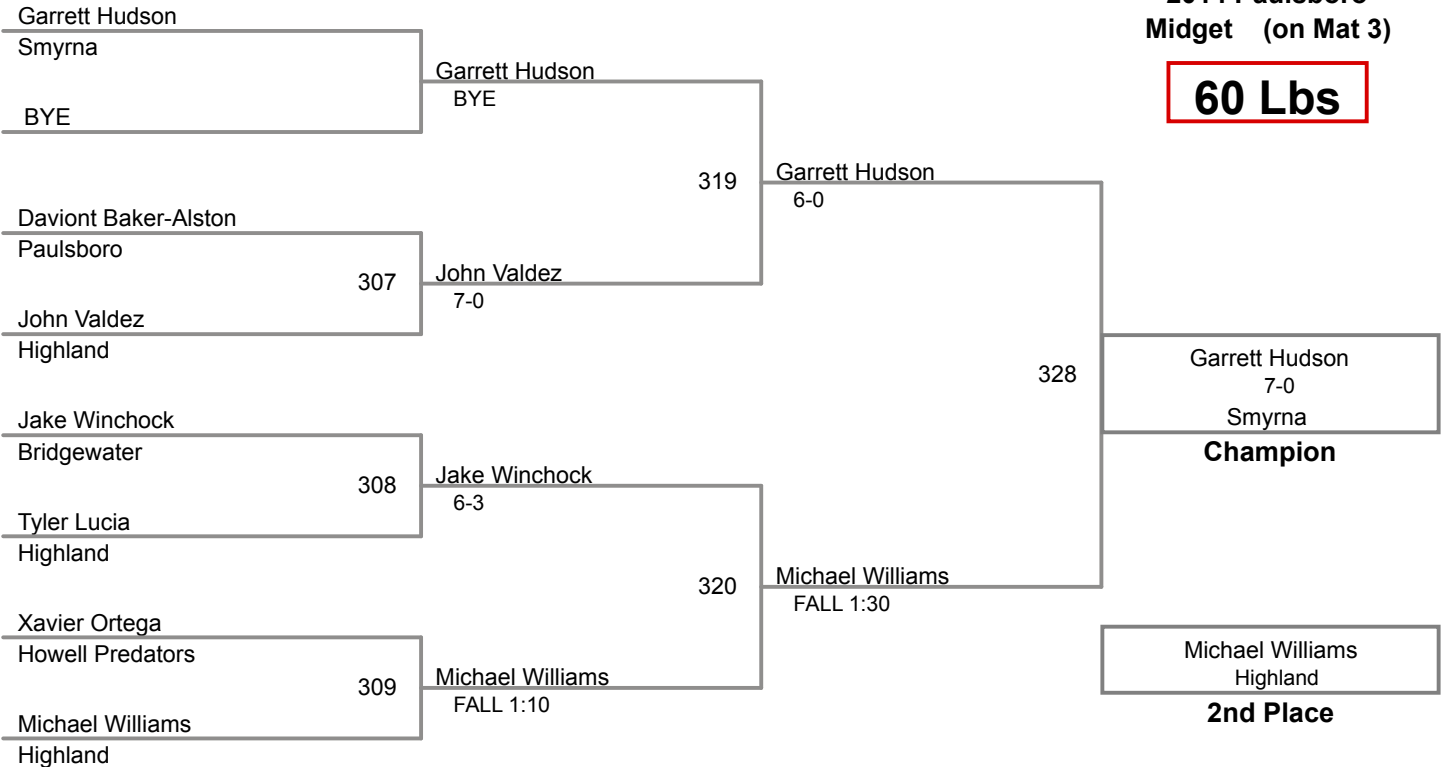 Midget (on Mat 3)
60 Lbs
Garrett Hudson
Smyrna
BYE
Garrett Hudson
BYE
Daviont Baker-Alston
Paulsboro
307
John Valdez
Highland
John Valdez
7-0
319
Garrett Hudson
6-0
Jake Winchock
Bridgewater
308
Tyler Lucia
Highland
Jake Winchock
6-3
Xavier Ortega
Howell Predators
309
Michael Williams
Highland
Michael Williams
FALL 1:10
320
Michael Williams
FALL 1:30
328
Garrett Hudson
7-0
Smyrna
Champion
Michael Williams
Highland
2nd Place